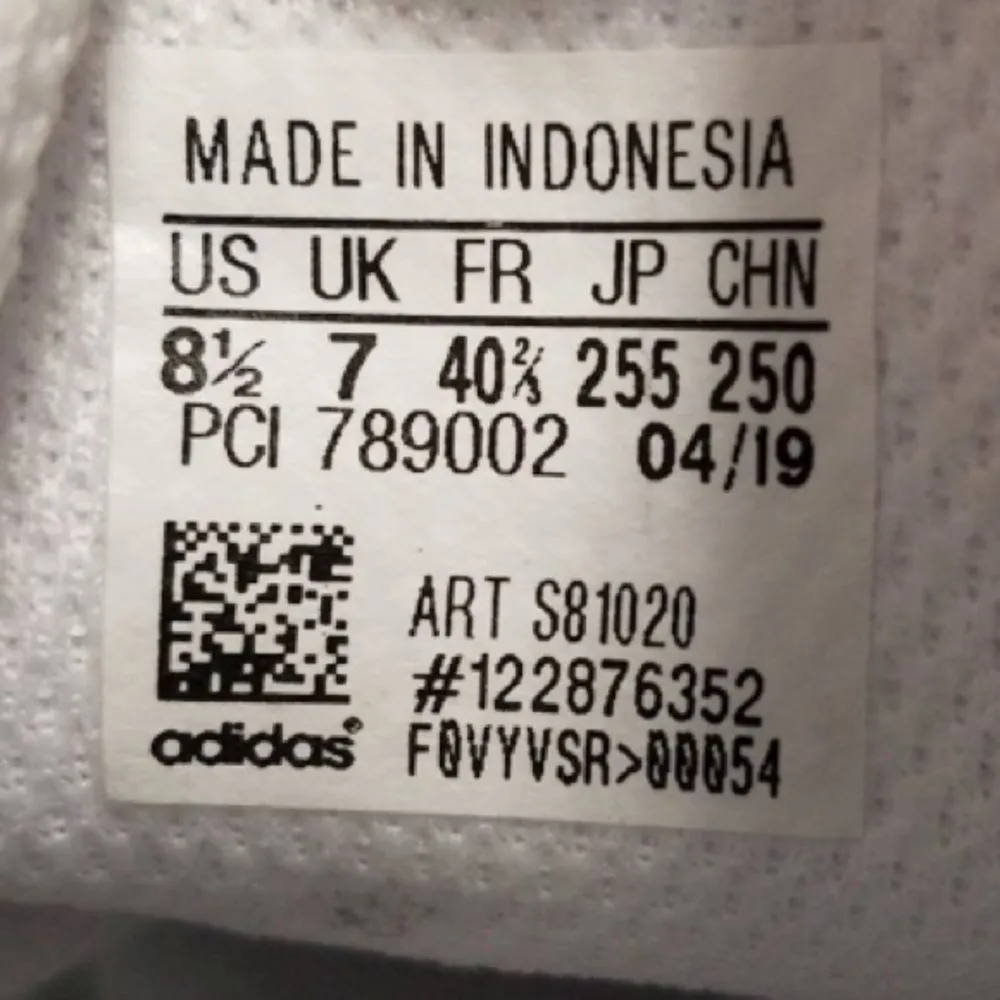 MADE IN INDONESIA
US UK FR JP CHN
8½ 7 40⅔ 255 250
PCI 789002 04/19
ART S81020
#122876352
adidas® F0VYVSR>00054